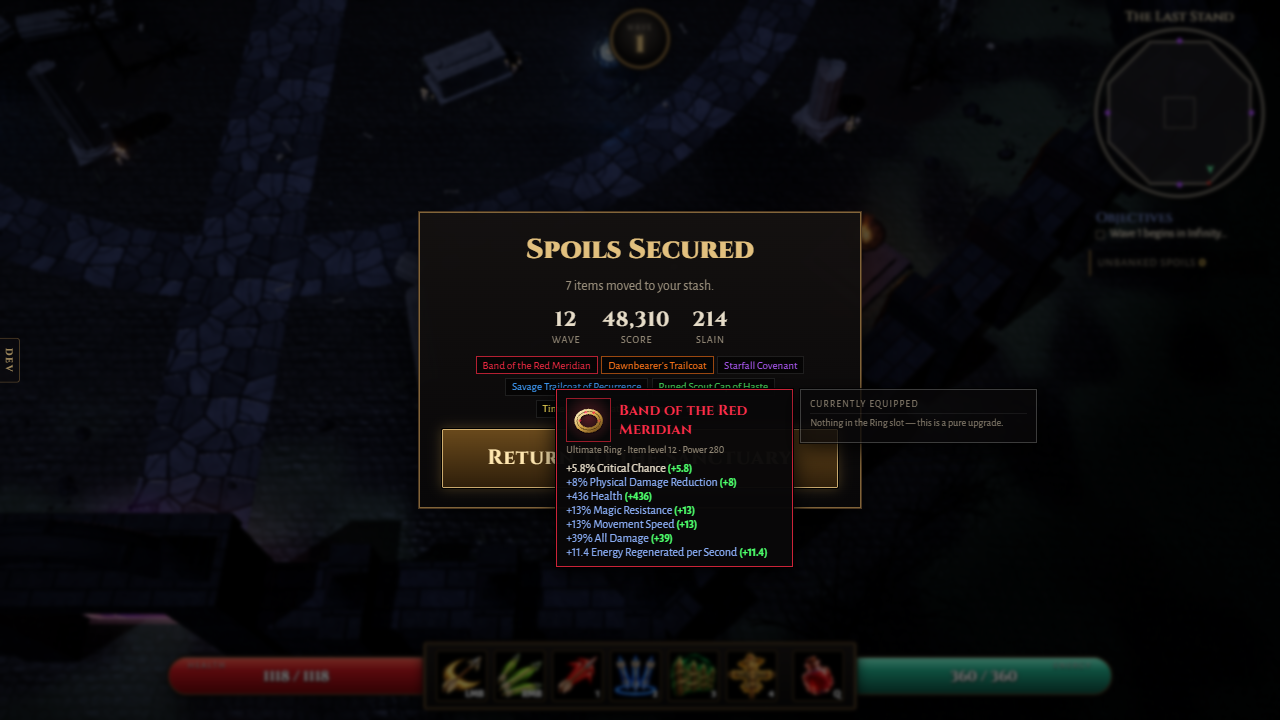 The Last Stand
Objectives
Wave 1 begins in Infinity...
Unbanked Spoils
DEV
Spoils Secured
7 items moved to your stash.
12 48,310 214
WAVE SCORE SLAIN
Band of the Red Meridian Dawnbearer's Trailcoat Starfall Covenant
Savage Trailcoat of Recurrence Runed Scout Cap of Haste
Band of the Red
Meridian
Ultimate Ring · Item level 12 · Power 280
+5.8% Critical Chance (+5.8)
+8% Physical Damage Reduction (+8)
+436 Health (+436)
+13% Magic Resistance (+13)
+13% Movement Speed (+13)
+39% All Damage (+39)
+11.4 Energy Regenerated per Second (+11.4)
CURRENTLY EQUIPPED
Nothing in the Ring slot — this is a pure upgrade.
1118 / 1118
360 / 360